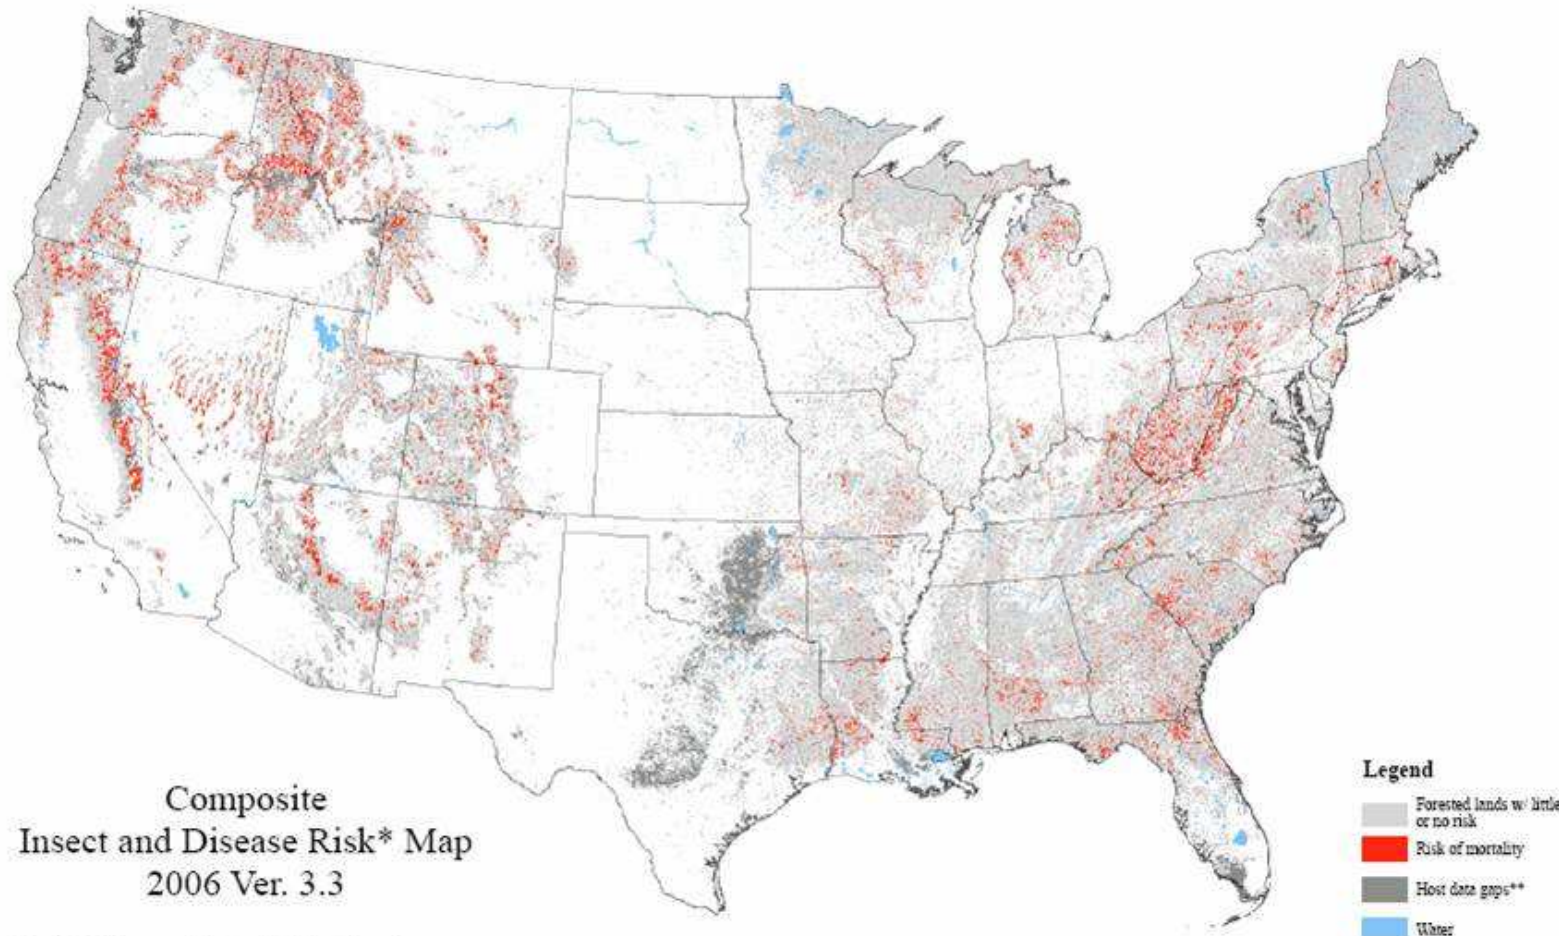 Composite
Insect and Disease Risk* Map
2006 Ver. 3.3
Legend
Forested lands w/ little
or no risk
Risk of mortality
Host data gaps**
Water